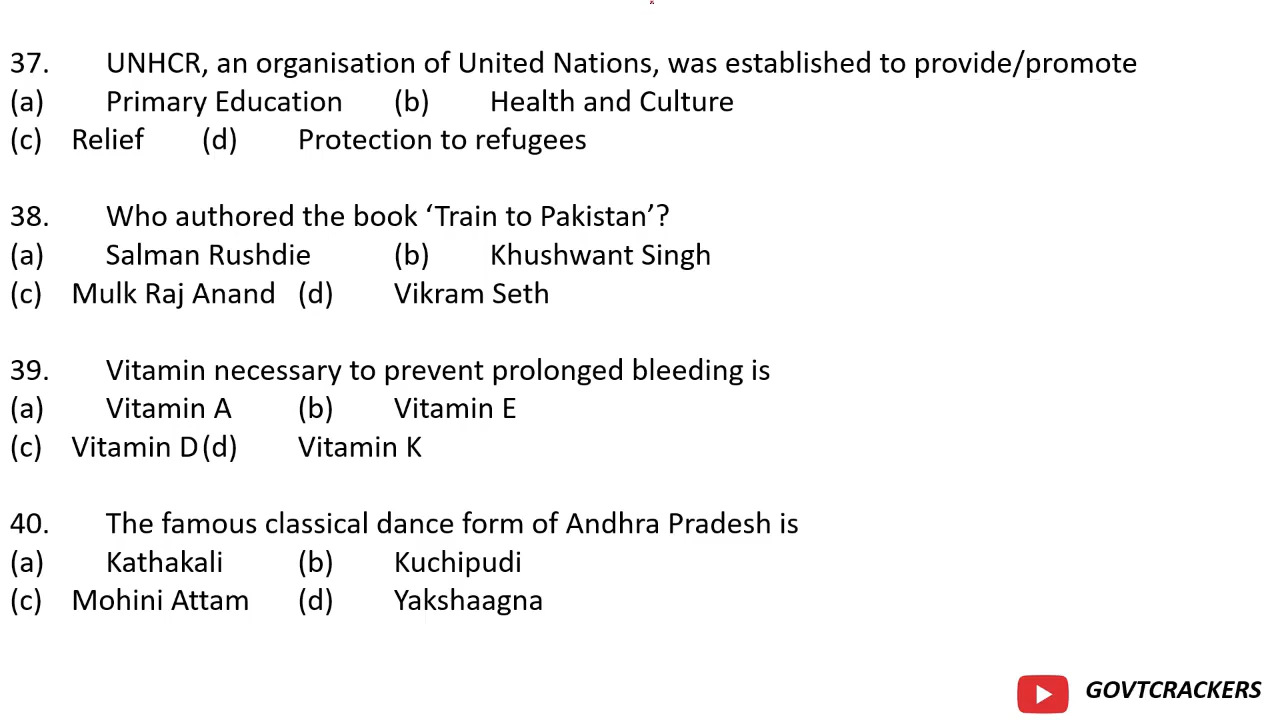 37. UNHCR, an organisation of United Nations, was established to provide/promote
(a) Primary Education (b) Health and Culture
(c) Relief (d) Protection to refugees
38. Who authored the book ‘Train to Pakistan’?
(a) Salman Rushdie (b) Khushwant Singh
(c) Mulk Raj Anand (d) Vikram Seth
39. Vitamin necessary to prevent prolonged bleeding is
(a) Vitamin A (b) Vitamin E
(c) Vitamin D (d) Vitamin K
40. The famous classical dance form of Andhra Pradesh is
(a) Kathakali (b) Kuchipudi
(c) Mohini Attam (d) Yakshaagna
GOVTCRACKERS